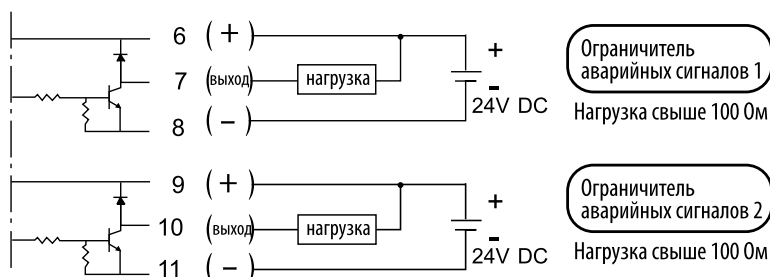 6 (+)
7 (выход) нагрузка
8 (–)
+
-
24V DC
Ограничитель
аварийных сигналов 1
Нагрузка свыше 100 Ом
9 (+)
10 (выход) нагрузка
11 (–)
+
-
24V DC
Ограничитель
аварийных сигналов 2
Нагрузка свыше 100 Ом